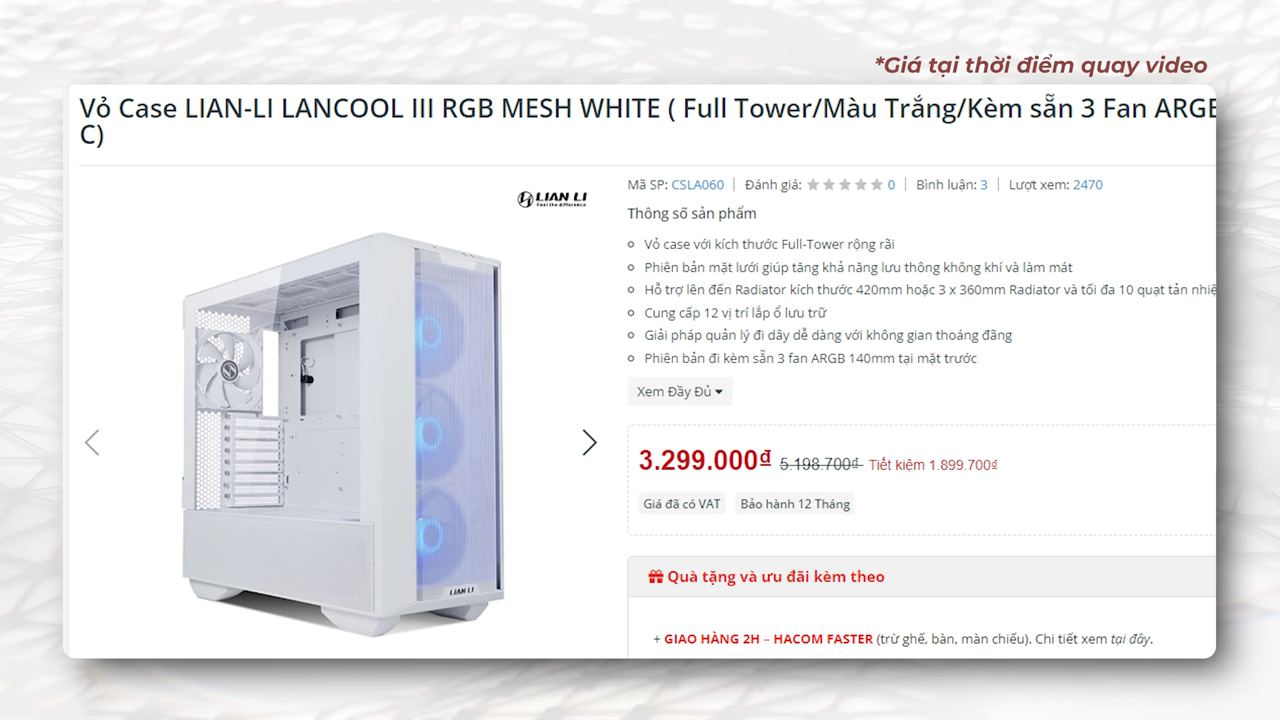 *Giá tại thời điểm quay video
Vỏ Case LIAN-LI LANCOOL III RGB MESH WHITE ( Full Tower/Màu Trắng/Kèm sẵn 3 Fan ARGB
C)
LIAN LI
Feel the difference
Mã SP: CSLA060 | Đánh giá: 0 | Bình luận: 3 | Lượt xem: 2470
Thông số sản phẩm
Vỏ case với kích thước Full-Tower rộng rãi
Phiên bản mặt lưới giúp tăng khả năng lưu thông không khí và làm mát
Hỗ trợ lên đến Radiator kích thước 420mm hoặc 3 x 360mm Radiator và tối đa 10 quạt tản nhiệ
Cung cấp 12 vị trí lắp ổ lưu trữ
Giải pháp quản lý đi dây dễ dàng với không gian thoáng đãng
Phiên bản đi kèm sẵn 3 fan ARGB 140mm tại mặt trước
Xem Đầy Đủ
3.299.000₫ 5.198.700₫ Tiết kiệm 1.899.700₫
Giá đã có VAT Bảo hành 12 Tháng
LIAN LI
Quà tặng và ưu đãi kèm theo
+ GIAO HÀNG 2H – HACOM FASTER (trừ ghế, bàn, màn chiếu). Chi tiết xem tại đây.